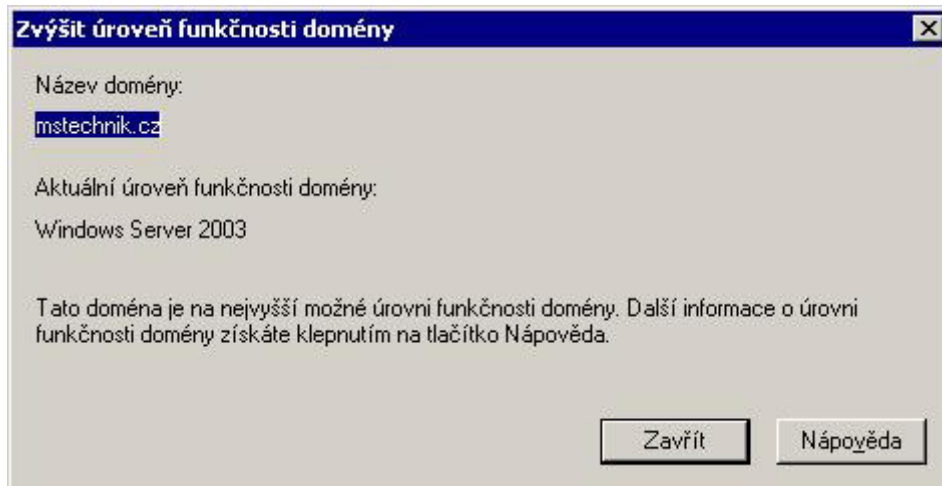 Zvýšit úroveň funkčnosti domény
Název domény:
mstechnik.cz
Aktuální úroveň funkčnosti domény:
Windows Server 2003
Tato doména je na nejvyšší možné úrovni funkčnosti domény. Další informace o úrovni
funkčnosti domény získáte klepnutím na tlačítko Nápověda.
Zavřít
Nápověda